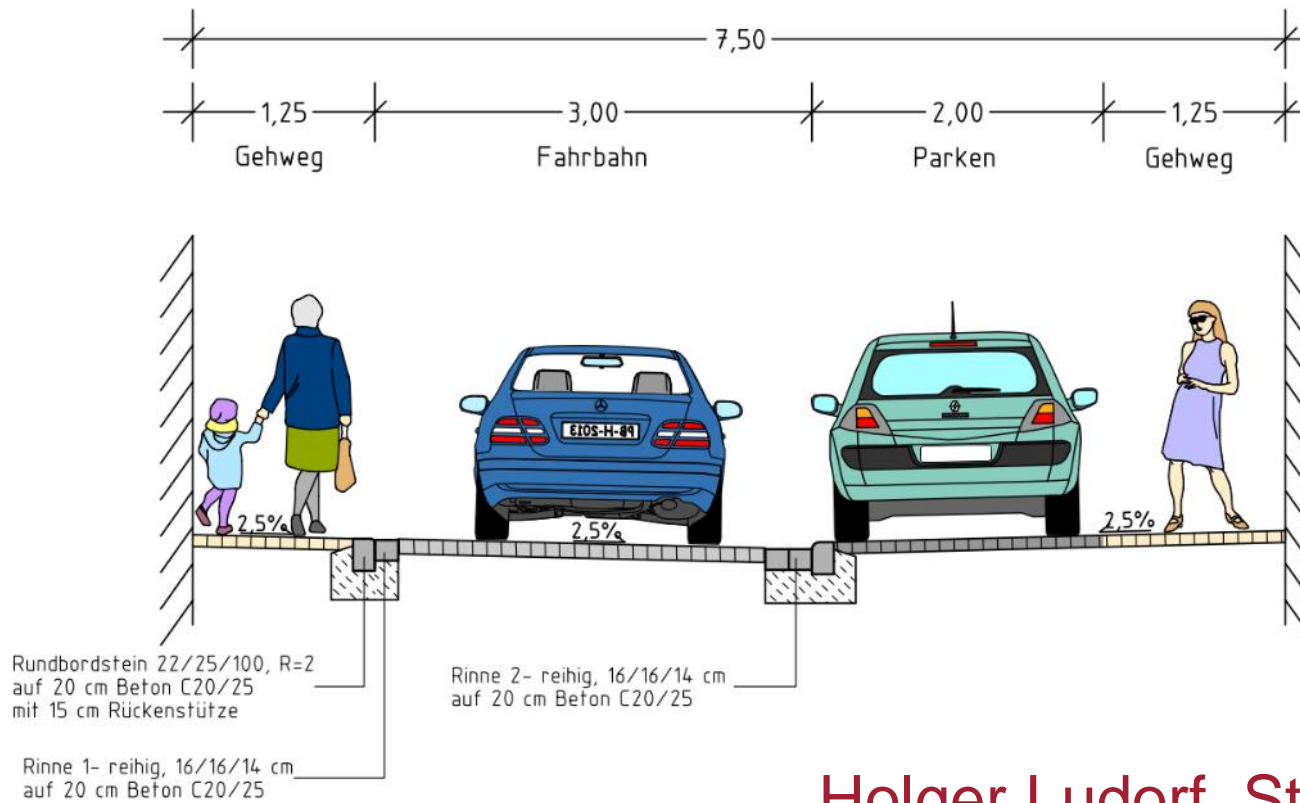 7,50
1,25
3,00
2,00
1,25
Gehweg
Fahrbahn
Parken
Gehweg
PB-H-2013
2,5%
2,5%
2,5%
Rundbordstein 22/25/100, R=2
auf 20 cm Beton C20/25
mit 15 cm Rückenstütze
Rinne 2- reihig, 16/16/14 cm
auf 20 cm Beton C20/25
Rinne 1- reihig, 16/16/14 cm
auf 20 cm Beton C20/25
Holger Ludorf, St